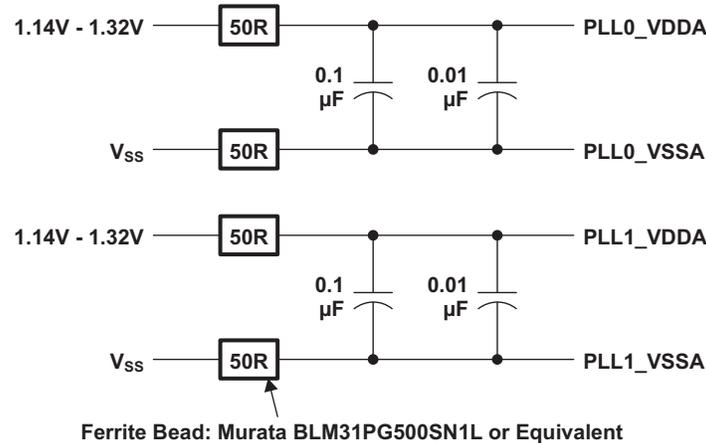 1.14V - 1.32V 50R PLL0_VDDA
0.1 µF 0.01 µF
VSS 50R PLL0_VSSA
1.14V - 1.32V 50R PLL1_VDDA
0.1 µF 0.01 µF
VSS 50R PLL1_VSSA
Ferrite Bead: Murata BLM31PG500SN1L or Equivalent